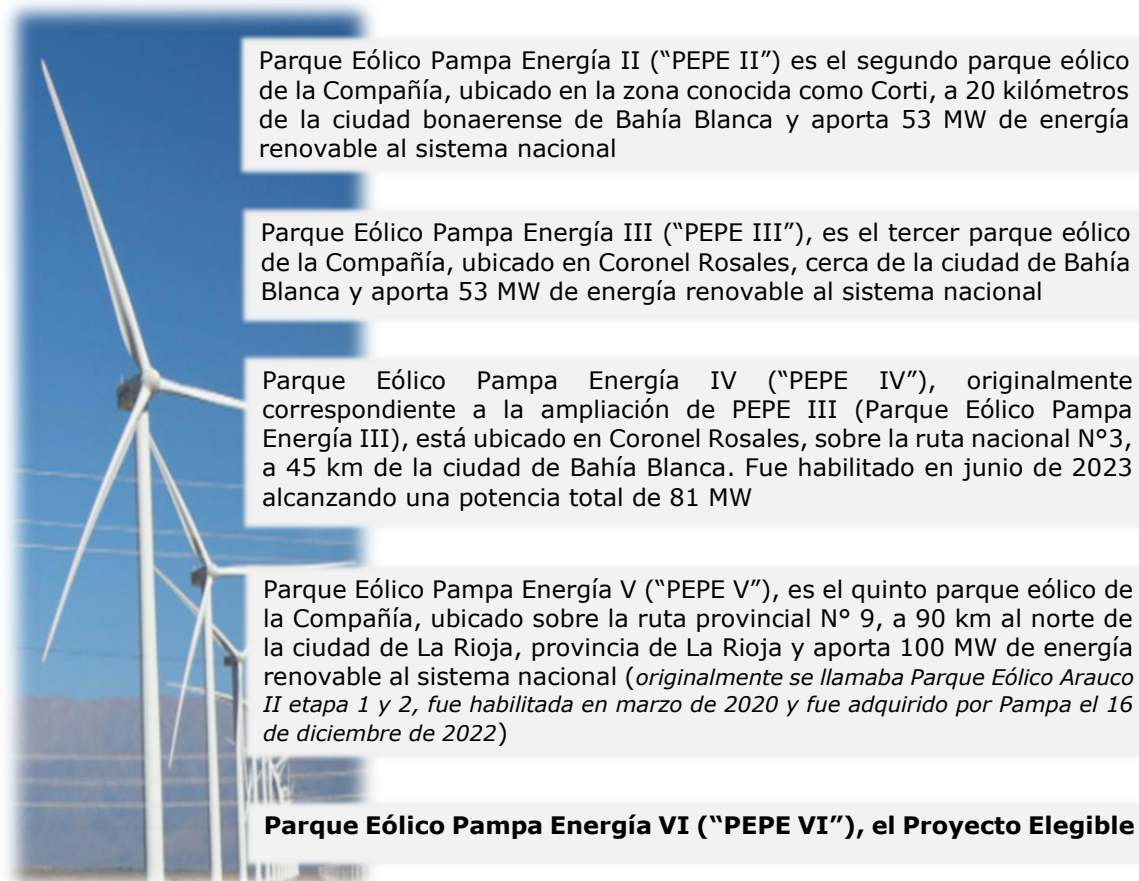 Parque Eólico Pampa Energía II (“PEPE II”) es el segundo parque eólico
de la Compañía, ubicado en la zona conocida como Corti, a 20 kilómetros
de la ciudad bonaerense de Bahía Blanca y aporta 53 MW de energía
renovable al sistema nacional
Parque Eólico Pampa Energía III (“PEPE III”), es el tercer parque eólico
de la Compañía, ubicado en Coronel Rosales, cerca de la ciudad de Bahía
Blanca y aporta 53 MW de energía renovable al sistema nacional
Parque Eólico Pampa Energía IV (“PEPE IV”), originalmente
correspondiente a la ampliación de PEPE III (Parque Eólico Pampa
Energía III), está ubicado en Coronel Rosales, sobre la ruta nacional N°3,
a 45 km de la ciudad de Bahía Blanca. Fue habilitado en junio de 2023
alcanzando una potencia total de 81 MW
Parque Eólico Pampa Energía V (“PEPE V”), es el quinto parque eólico de
la Compañía, ubicado sobre la ruta provincial N° 9, a 90 km al norte de
la ciudad de La Rioja, provincia de La Rioja y aporta 100 MW de energía
renovable al sistema nacional (originalmente se llamaba Parque Eólico Arauco
II etapa 1 y 2, fue habilitada en marzo de 2020 y fue adquirido por Pampa el 16
de diciembre de 2022)
Parque Eólico Pampa Energía VI (“PEPE VI”), el Proyecto Elegible